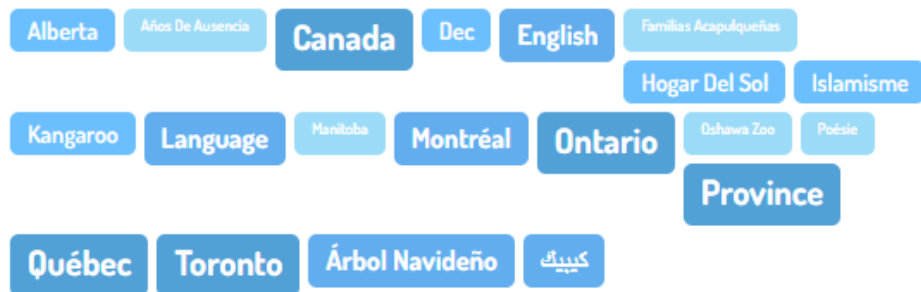 Alberta Años De Ausencia Canada Dec English Familias Acapulqueñas
Hogar Del Sol Islamisme
Kangaroo Language Manitoba Montréal Ontario Oshawa Zoo Poésie
Province
Québec Toronto Árbol Navideño كيبيك